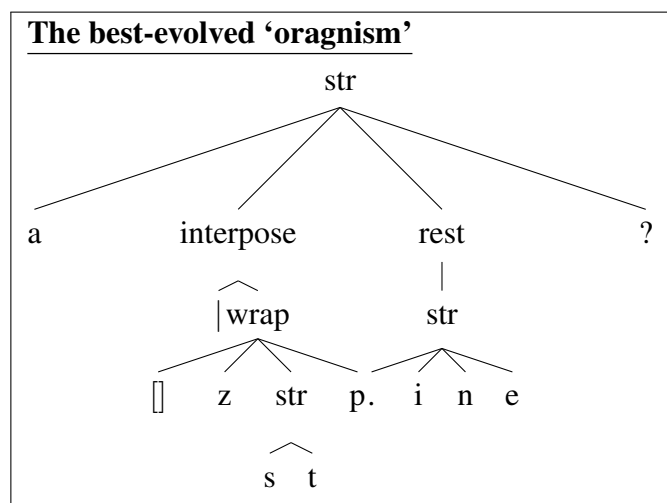 The best-evolved ‘oragnism’
str
a interpose rest ?
| wrap str
[] z str p . i n e
s t